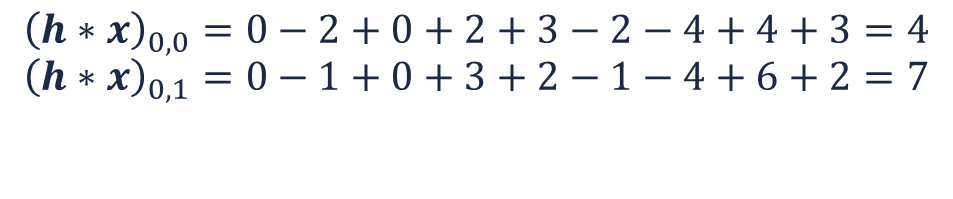 (h ∗ x)₀,₀ = 0 − 2 + 0 + 2 + 3 − 2 − 4 + 4 + 3 = 4
(h ∗ x)₀,₁ = 0 − 1 + 0 + 3 + 2 − 1 − 4 + 6 + 2 = 7